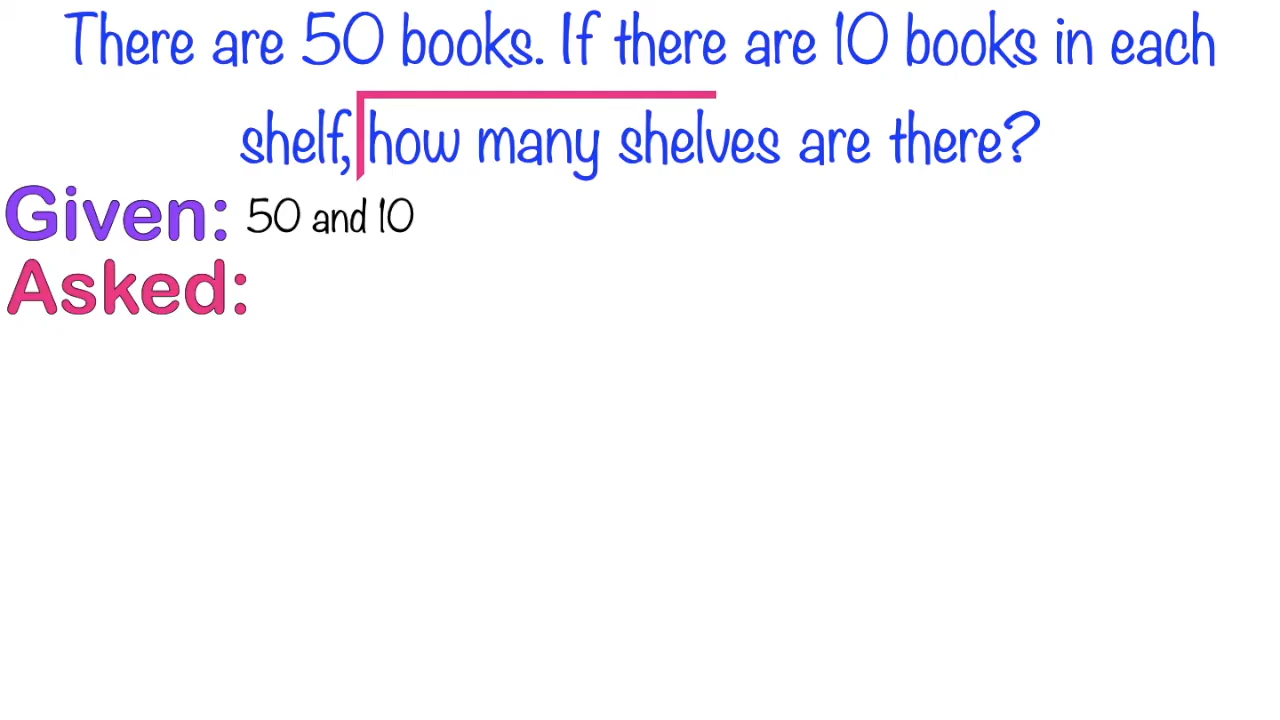 There are 50 books. If there are 10 books in each
shelf, how many shelves are there?
Given: 50 and 10
Asked: